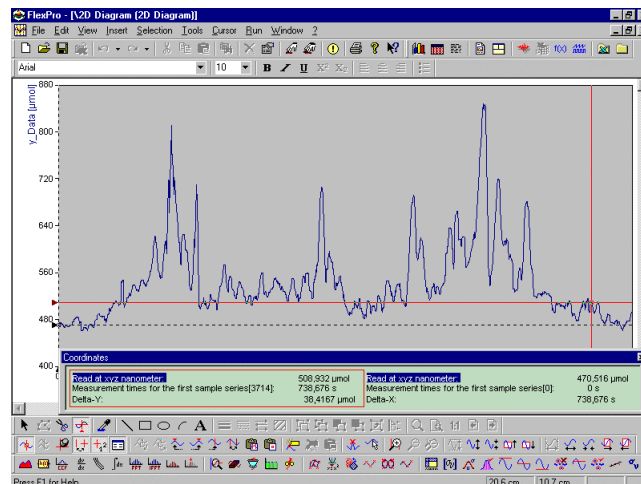 FlexPro - [\2D Diagram (2D Diagram)]
File Edit View Insert Selection Tools Cursor Run Window ?
Arial 10 B I U X² X₂
y_Data [µmol]
880
800
720
640
560
480
400
Coordinates
Read at xyz nanometer: 508,932 µmol Read at xyz nanometer: 470,516 µmol
Measurement times for the first sample series[3714]: 738,676 s Measurement times for the first sample series[0]: 0 s
Delta-Y: 38,4167 µmol Delta-X: 738,676 s
Press F1 for Help 20.6 cm 10.7 cm